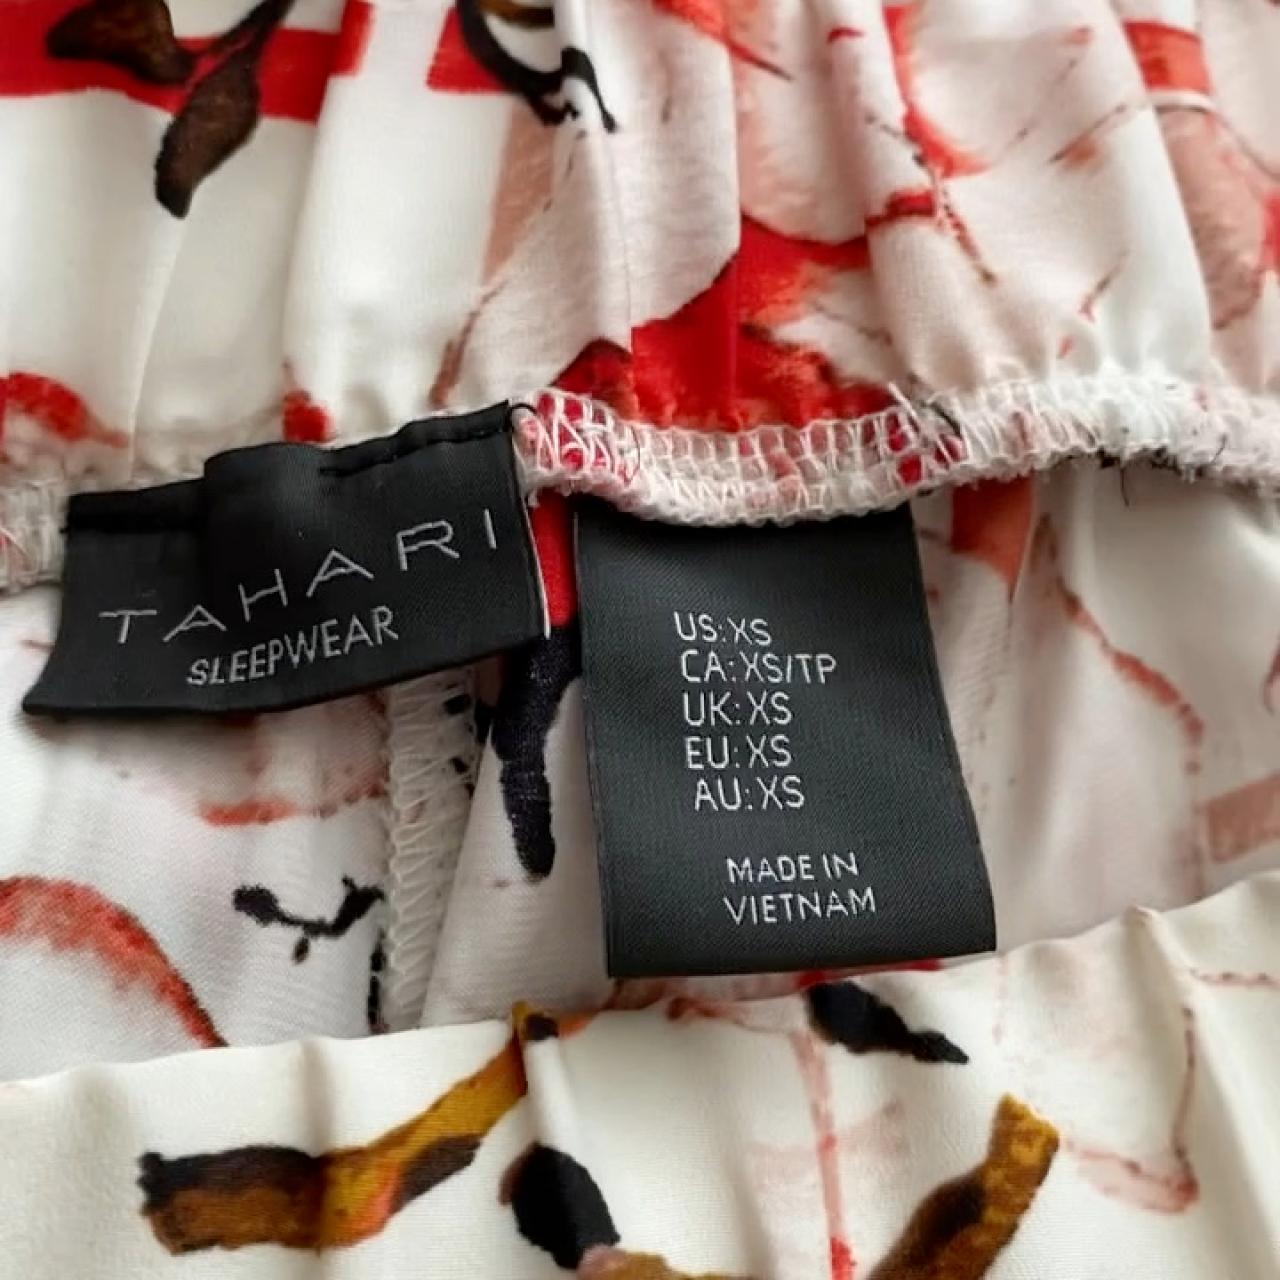 TAHARI
SLEEPWEAR
US: XS
CA: XS/TP
UK: XS
EU: XS
AU: XS
MADE IN
VIETNAM